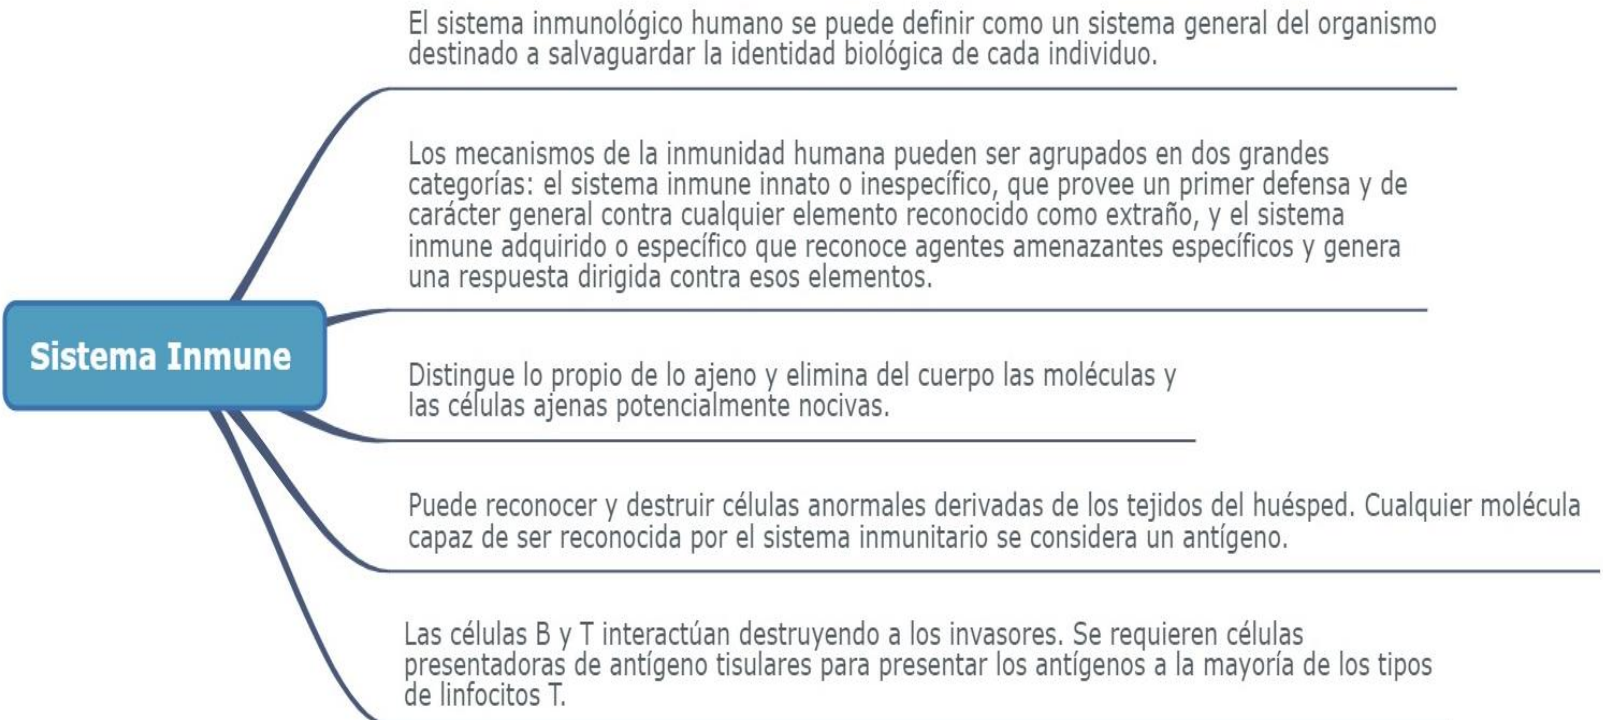 El sistema inmunológico humano se puede definir como un sistema general del organismo
destinado a salvaguardar la identidad biológica de cada individuo.
Los mecanismos de la inmunidad humana pueden ser agrupados en dos grandes
categorías: el sistema inmune innato o inespecífico, que provee un primer defensa y de
carácter general contra cualquier elemento reconocido como extraño, y el sistema
inmune adquirido o específico que reconoce agentes amenazantes específicos y genera
una respuesta dirigida contra esos elementos.
Sistema Inmune
Distingue lo propio de lo ajeno y elimina del cuerpo las moléculas y
las células ajenas potencialmente nocivas.
Puede reconocer y destruir células anormales derivadas de los tejidos del huésped. Cualquier molécula
capaz de ser reconocida por el sistema inmunitario se considera un antígeno.
Las células B y T interactúan destruyendo a los invasores. Se requieren células
presentadoras de antígeno tisulares para presentar los antígenos a la mayoría de los tipos
de linfocitos T.